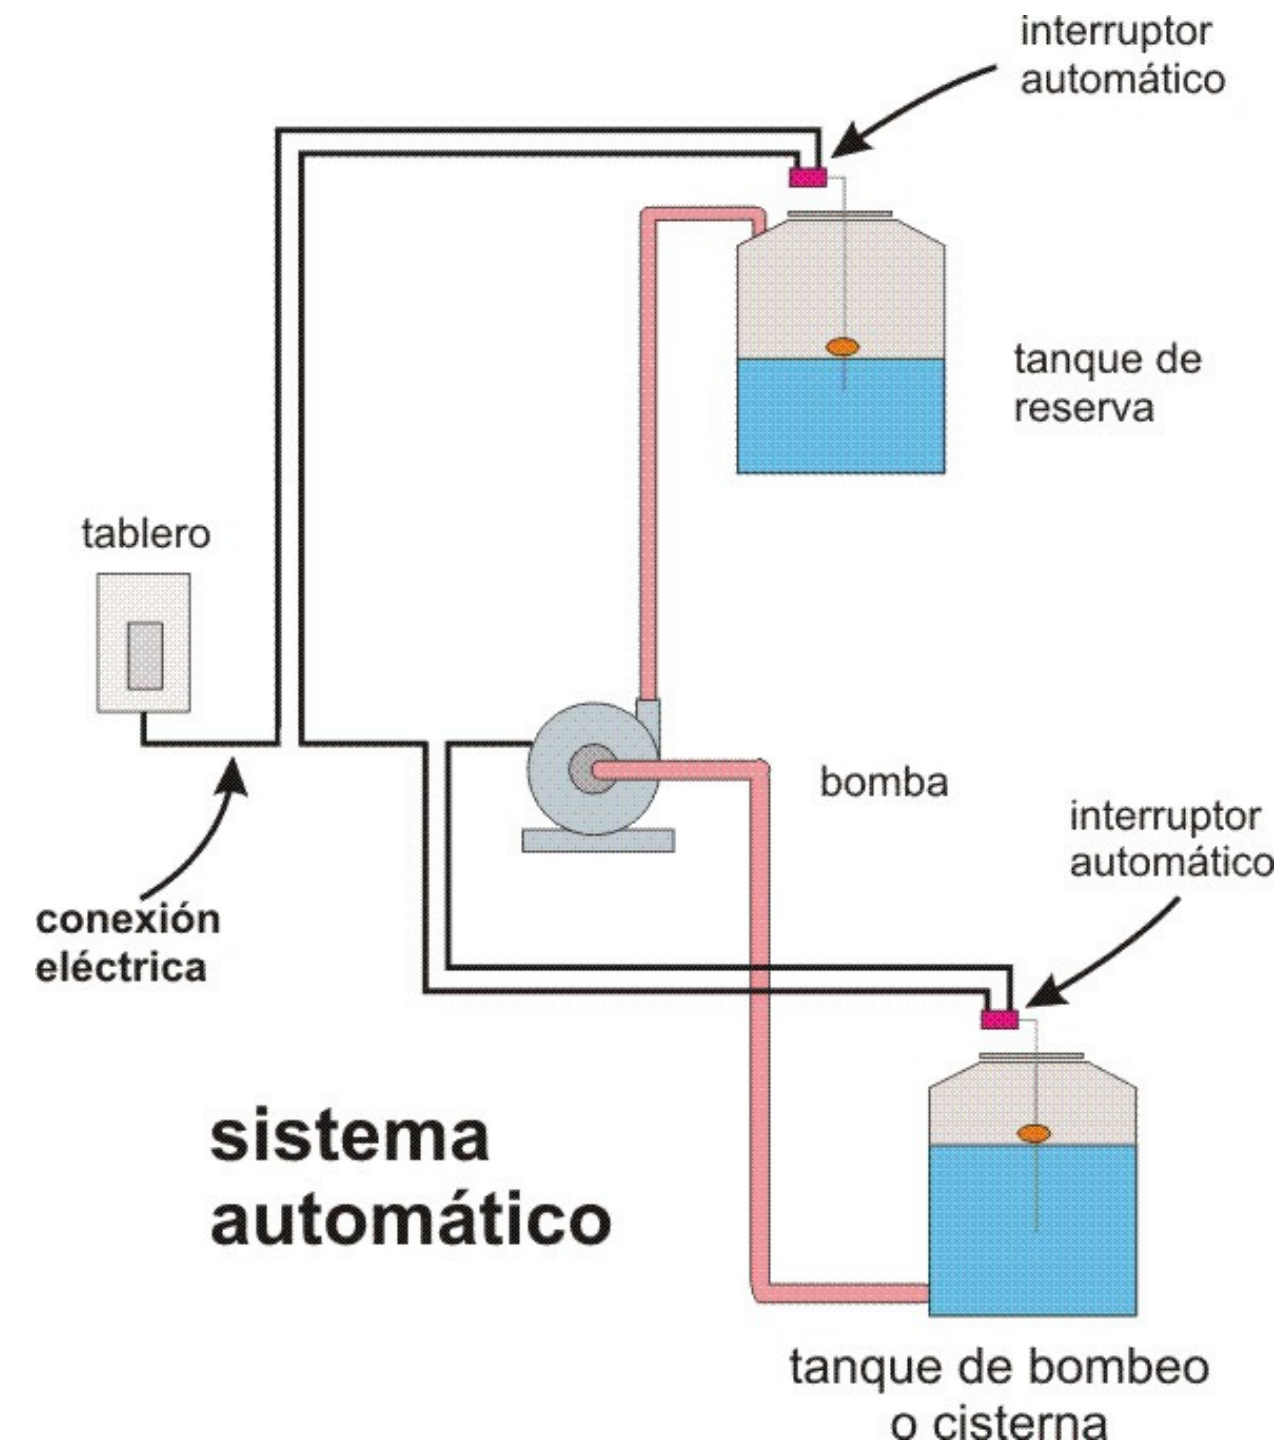 interruptor
automático
tanque de
reserva
tablero
bomba
interruptor
automático
conexión
eléctrica
sistema
automático
tanque de bombeo
o cisterna